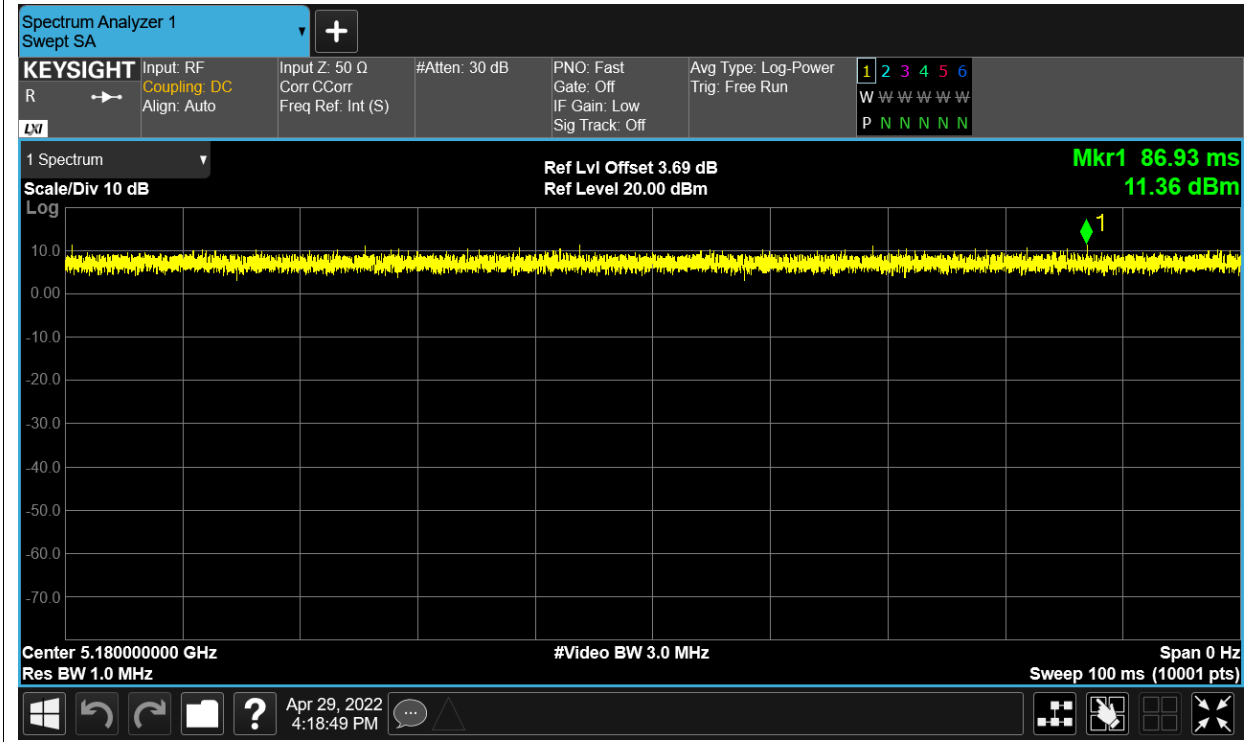 Spectrum Analyzer 1
Swept SA
+
KEYSIGHT
R
LXI
Input: RF
Coupling: DC
Align: Auto
Input Z: 50 Ω
Corr CCorr
Freq Ref: Int (S)
#Atten: 30 dB
PNO: Fast
Gate: Off
IF Gain: Low
Sig Track: Off
Avg Type: Log-Power
Trig: Free Run
1 2 3 4 5 6
W W W W W W
P N N N N N
1 Spectrum
Scale/Div 10 dB
Ref Lvl Offset 3.69 dB
Ref Level 20.00 dBm
Mkr1 86.93 ms
11.36 dBm
Log
1
10.0
0.00
-10.0
-20.0
-30.0
-40.0
-50.0
-60.0
-70.0
Center 5.180000000 GHz
#Video BW 3.0 MHz
Span 0 Hz
Res BW 1.0 MHz
Sweep 100 ms (10001 pts)
?
Apr 29, 2022
4:18:49 PM